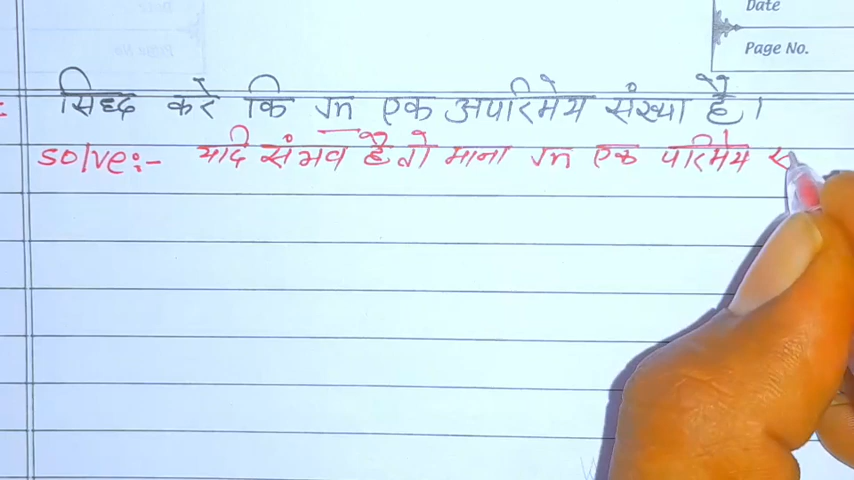 Date
Page No.
सिध्द करे कि √n एक अपरिमेय संख्या है।
Solve:- यदि संभव है तो माना √n एक परिमेय स